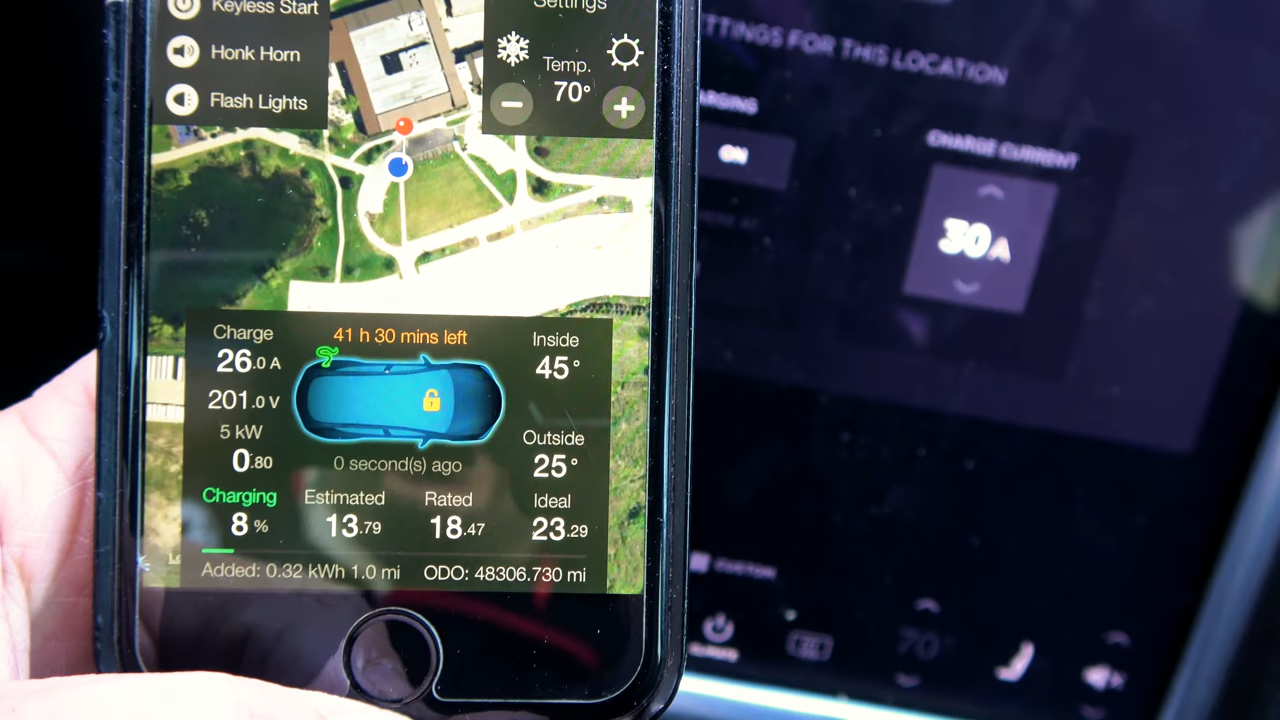 Keyless Start
Honk Horn
Flash Lights
Settings
Temp.
70°
Charge
26.0 A
201.0 V
5 kW
0.80
Charging
8 %
41 h 30 mins left
0 second(s) ago
Inside
45°
Outside
25°
Estimated
13.79
Rated
18.47
Ideal
23.29
Added: 0.32 kWh 1.0 mi
ODO: 48306.730 mi
TTINGS FOR THIS LOCATION
ARGING
ON
CHARGE CURRENT
30A
CUSTOM
70°